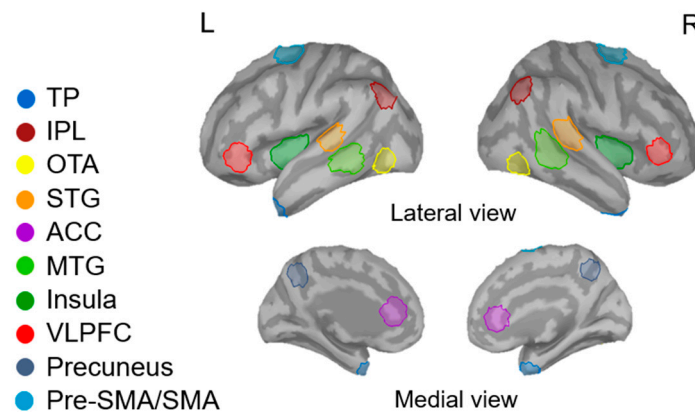 L
R
TP
IPL
OTA
STG
ACC
MTG
Insula
VLPFC
Precuneus
Pre-SMA/SMA
Lateral view
Medial view